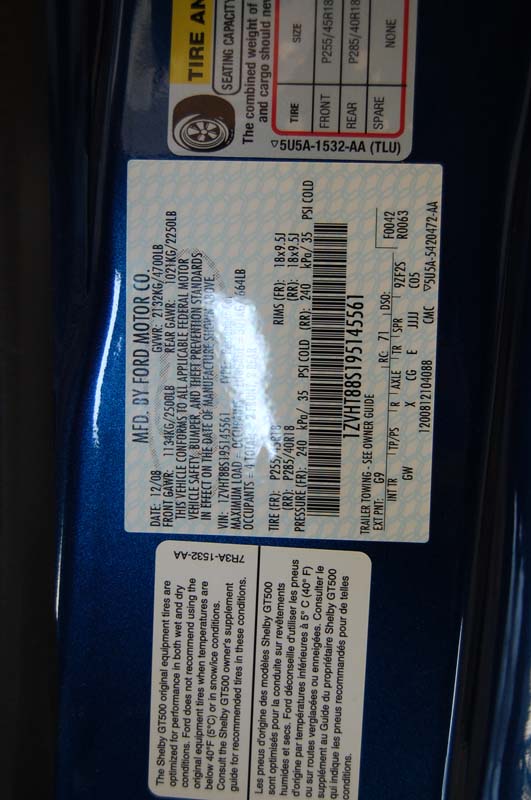 TIRE AN
SEATING CAPACITY
The combined weight of
and cargo should nev
TIRE SIZE
FRONT P255/45R18
REAR P285/40R18
SPARE NONE
▽5U5A-1532-AA (TLU)
MFD. BY FORD MOTOR CO.
DATE: 12/08 GVWR: 2132KG/4700LB
FRONT GAWR: 1134KG/2500LB REAR GAWR: 1021KG/2250LB
THIS VEHICLE CONFORMS TO ALL APPLICABLE FEDERAL MOTOR
VEHICLE SAFETY, BUMPER, AND THEFT PREVENTION STANDARDS
IN EFFECT ON THE DATE OF MANUFACTURE SHOWN ABOVE.
VIN: 1ZVHT88S195145561
MAXIMUM LOAD = OCCUPANTS 664LB
OCCUPANTS = 4 TOTAL
TIRE (FR): P255/45R18 RIMS (FR): 18x9.5J
(RR): P285/40R18 (RR): 18x9.5J
PRESSURE (FR): 240 kPa/ 35 PSI COLD (RR): 240 kPa/ 35 PSI COLD
1ZVHT88S195145561
TRAILER TOWING - SEE OWNER GUIDE
EXT PNT: G9 RC: 71 DSO: F0042
R0063
INT TR TP/PS R AXLE TR SPR 9ZF2S
GW X CG E JJJJ C05
12008121040BB CMC ▽5U5A-5420472-AA
7R3A-1532-AA
The Shelby GT500 original equipment tires are
optimized for performance in both wet and dry
conditions. Ford does not recommend using the
original equipment tires when temperatures are
below 40°F (5°C) or in snow/ice conditions.
Consult the Shelby GT500 owner's supplement
guide for recommended tires in these conditions.
Les pneus d'origine des modèles Shelby GT500
sont optimisés pour la conduite sur revêtements
humides et secs. Ford déconseille d'utiliser les pneus
d'origine par températures inférieures à 5° C (40° F)
ou sur routes verglacées ou enneigées. Consulter le
supplément au Guide du propriétaire Shelby GT500
qui indique les pneus recommandés pour de telles
conditions.